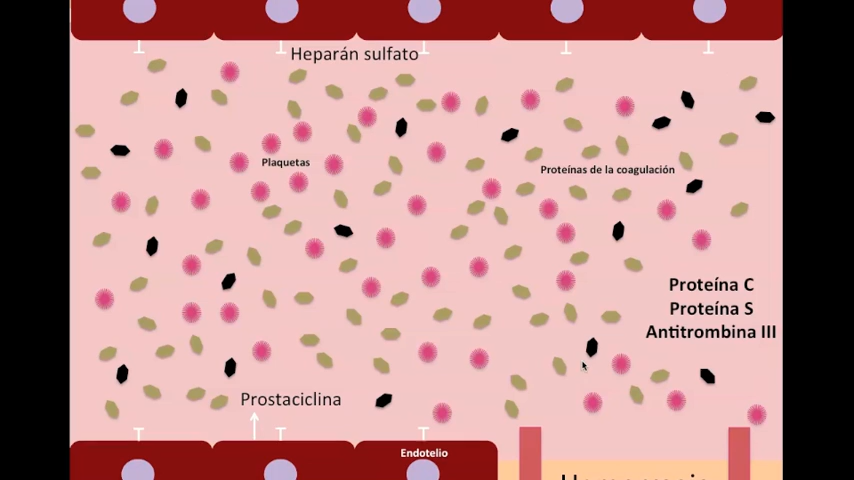 Heparán sulfato
Plaquetas
Proteínas de la coagulación
Proteína C
Proteína S
Antitrombina III
Prostaciclina
Endotelio